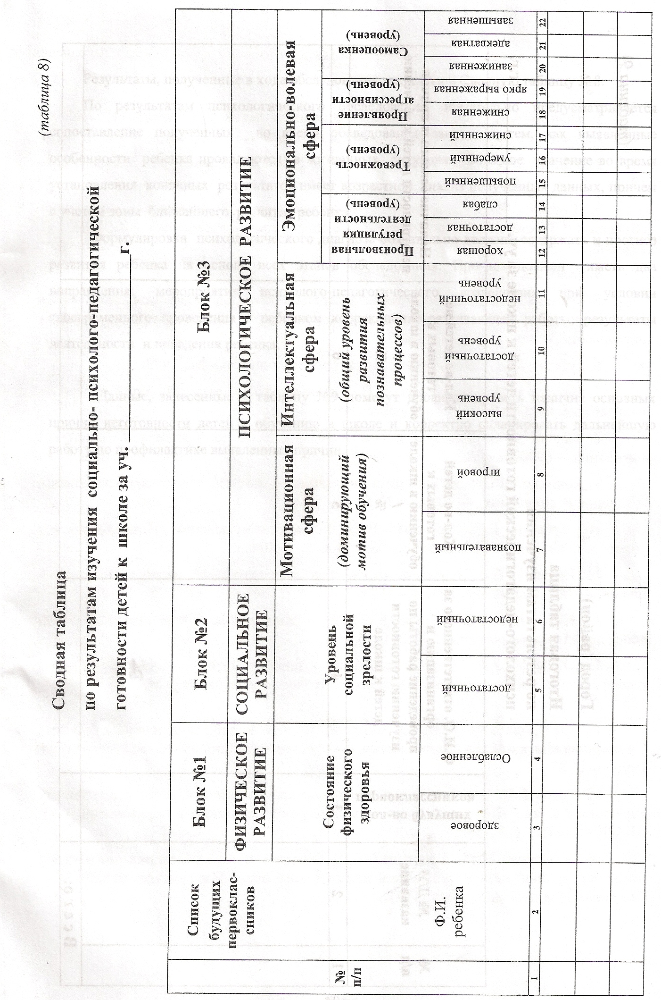 (таблица 8)
Сводная таблица
по результатам изучения социально- психолого-педагогической
готовности детей к школе за уч. ____________ г.
№
п/п
Список
будущих
первоклас-
сников
Ф.И.
ребенка
Блок №1
ФИЗИЧЕСКОЕ
РАЗВИТИЕ
Состояние
физического
здоровья
здоровое
Ослабленное
Блок №2
СОЦИАЛЬНОЕ
РАЗВИТИЕ
Уровень
социальной
зрелости
достаточный
недостаточный
Блок №3
ПСИХОЛОГИЧЕСКОЕ РАЗВИТИЕ
Мотивационная
сфера
(доминирующий
мотив обучения)
познавательный
игровой
Интеллектуальная
сфера
(общий уровень
развития
познавательных
процессов)
высокий
уровень
достаточный
уровень
недостаточный
уровень
Эмоционально-волевая
сфера
Произвольная
регуляция
деятельности
(уровень)
хорошая
достаточная
слабая
Тревожность
(уровень)
повышенный
умеренный
сниженный
Проявление
агрессивности
(уровень)
сниженная
ярко выраженная
Самооценка
(уровень)
заниженная
адекватная
завышенная
1 2 3 4 5 6 7 8 9 10 11 12 13 14 15 16 17 18 19 20 21 22